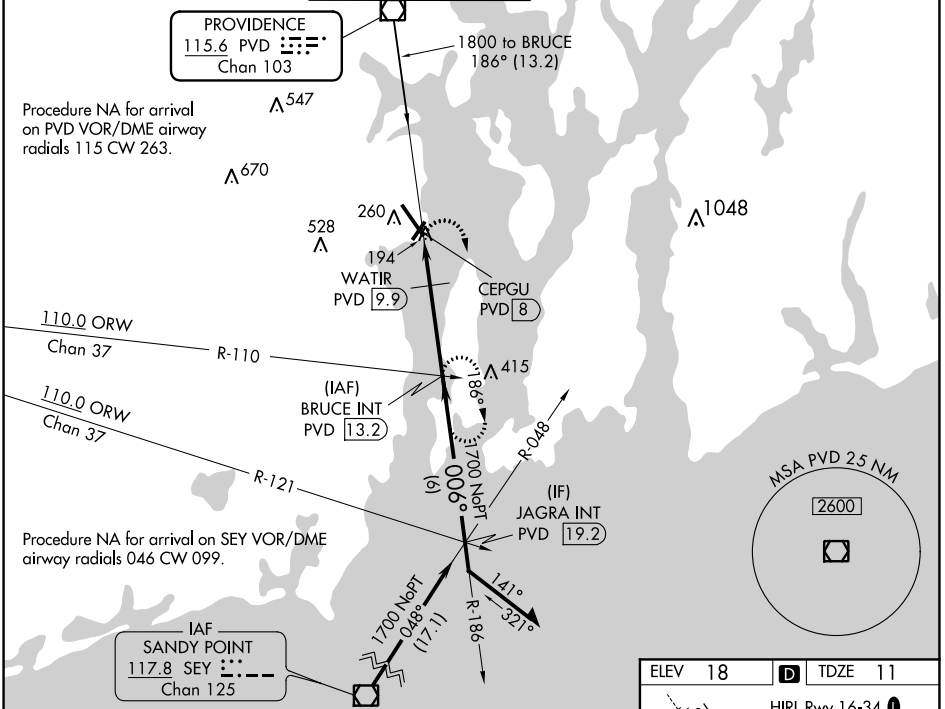 PROVIDENCE
115.6 PVD
Chan 103
1800 to BRUCE
186° (13.2)
547
Procedure NA for arrival
on PVD VOR/DME airway
radials 115 CW 263.
670
260
528
194
1048
WATIR
PVD 9.9
CEPGU
PVD 8
110.0 ORW
Chan 37
R-110
415
186°
(IAF)
BRUCE INT
PVD 13.2
110.0 ORW
Chan 37
R-121
R-048
1700 NoPT
006°
(6)
(IF)
JAGRA INT
PVD 19.2
MSA PVD 25 NM
2600
Procedure NA for arrival on SEY VOR/DME
airway radials 046 CW 099.
1700 NoPT
048°
(17.1)
141°
321°
R-186
IAF
SANDY POINT
117.8 SEY
Chan 125
ELEV 18 D TDZE 11
HIRL Rwy 16-34 L